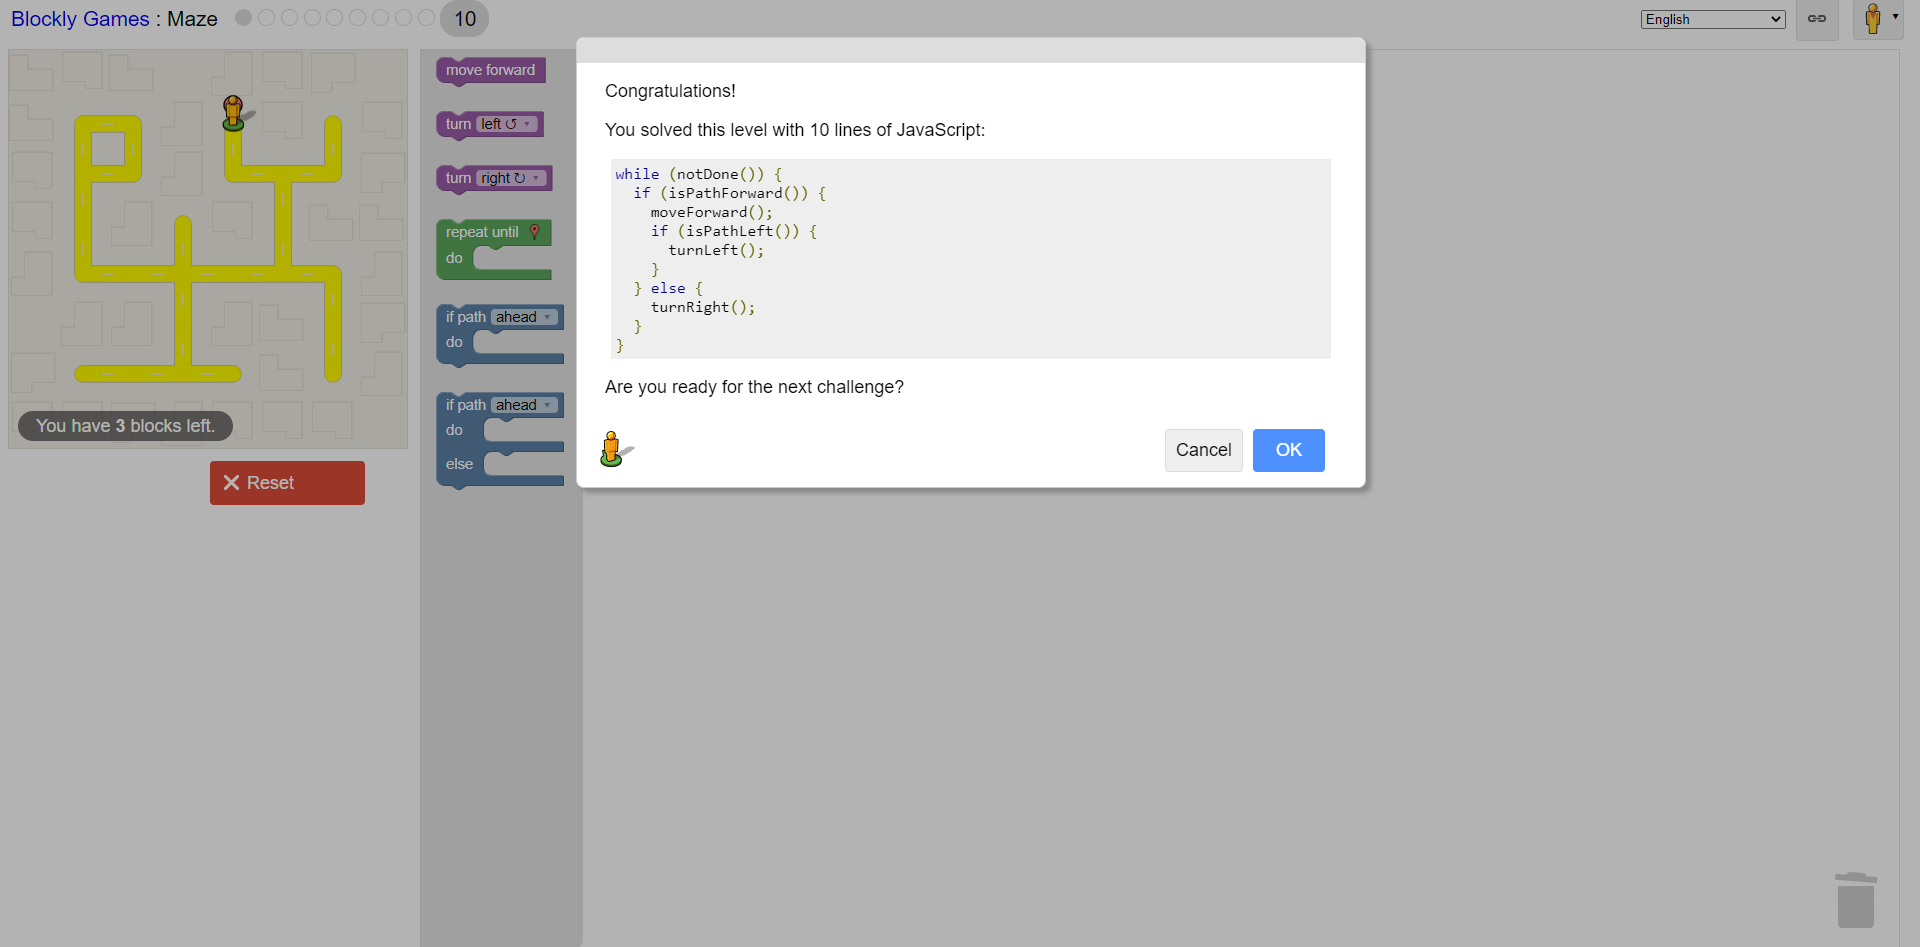 Blockly Games : Maze
10
English
move forward
turn left ↺
turn right ↻
repeat until
do
if path ahead
do
if path ahead
do
else
You have 3 blocks left.
Reset
Congratulations!
You solved this level with 10 lines of JavaScript:
while (notDone()) {
  if (isPathForward()) {
    moveForward();
    if (isPathLeft()) {
      turnLeft();
    }
  } else {
    turnRight();
  }
}
Are you ready for the next challenge?
Cancel
OK